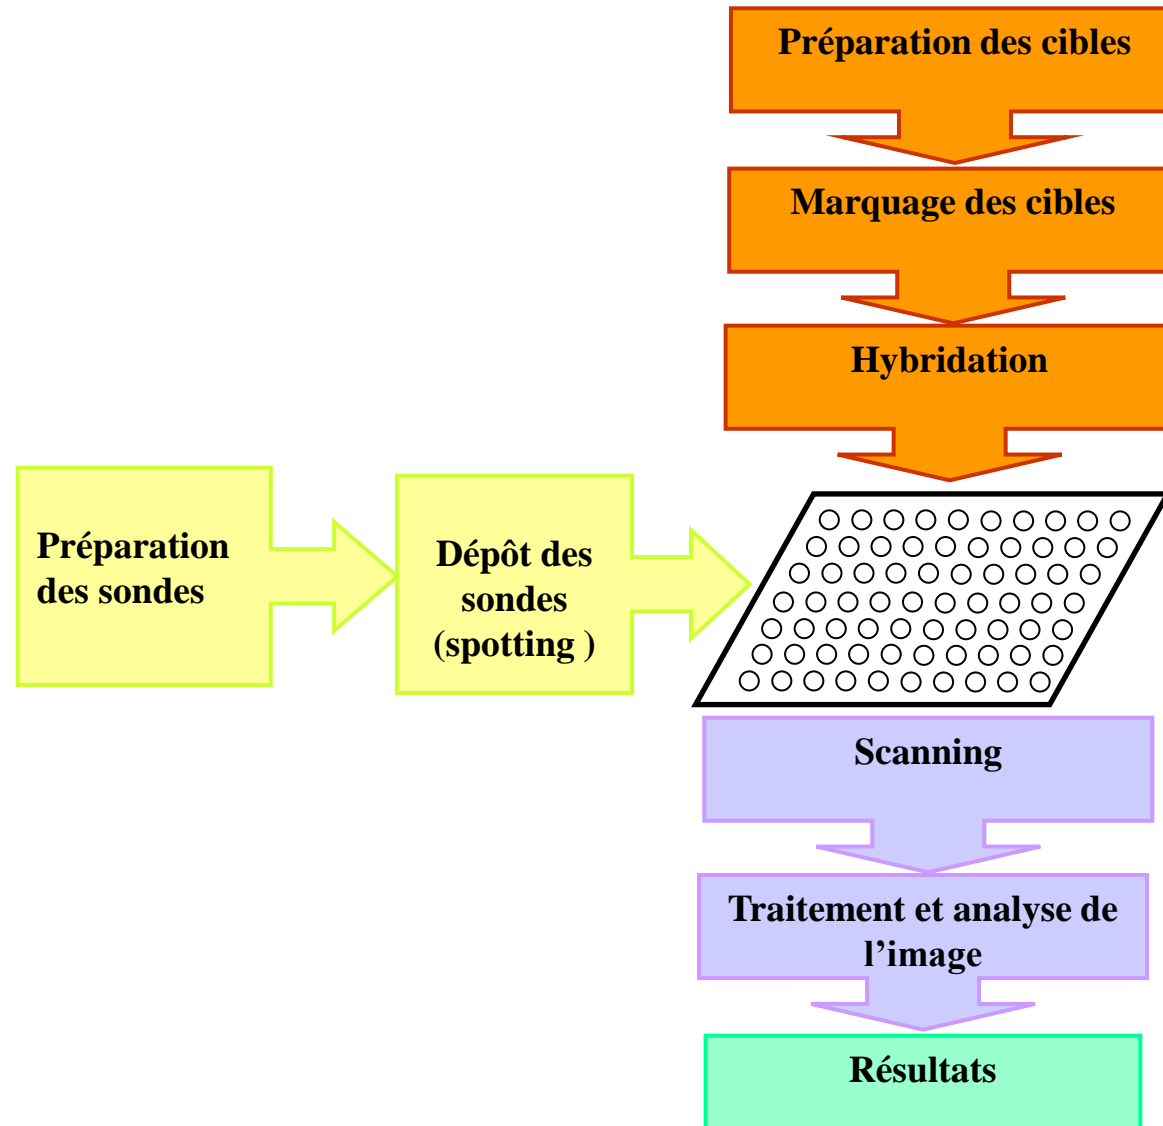 Préparation des cibles
Marquage des cibles
Hybridation
Préparation
des sondes
Dépôt des
sondes
(spotting )
Scanning
Traitement et analyse de
l’image
Résultats